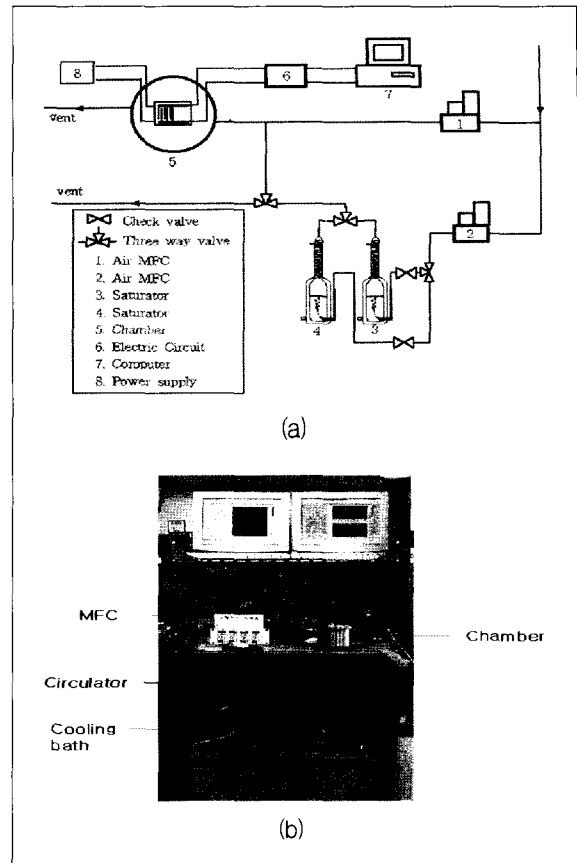 8
6
7
vent
5
1
vent
2
Check valve
Three way valve
1. Air MFC
2. Air MFC
3. Saturator
4. Saturator
5. Chamber
6. Electric Circuit
7. Computer
8. Power supply
4
3
(a)
MFC
Chamber
Circulator
Cooling
bath
(b)